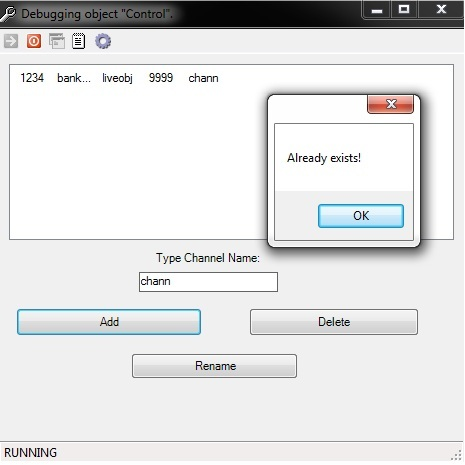 Debugging object "Control".
1234 bank... liveobj 9999 chann
Already exists!
OK
Type Channel Name:
chann
Add Delete
Rename
RUNNING